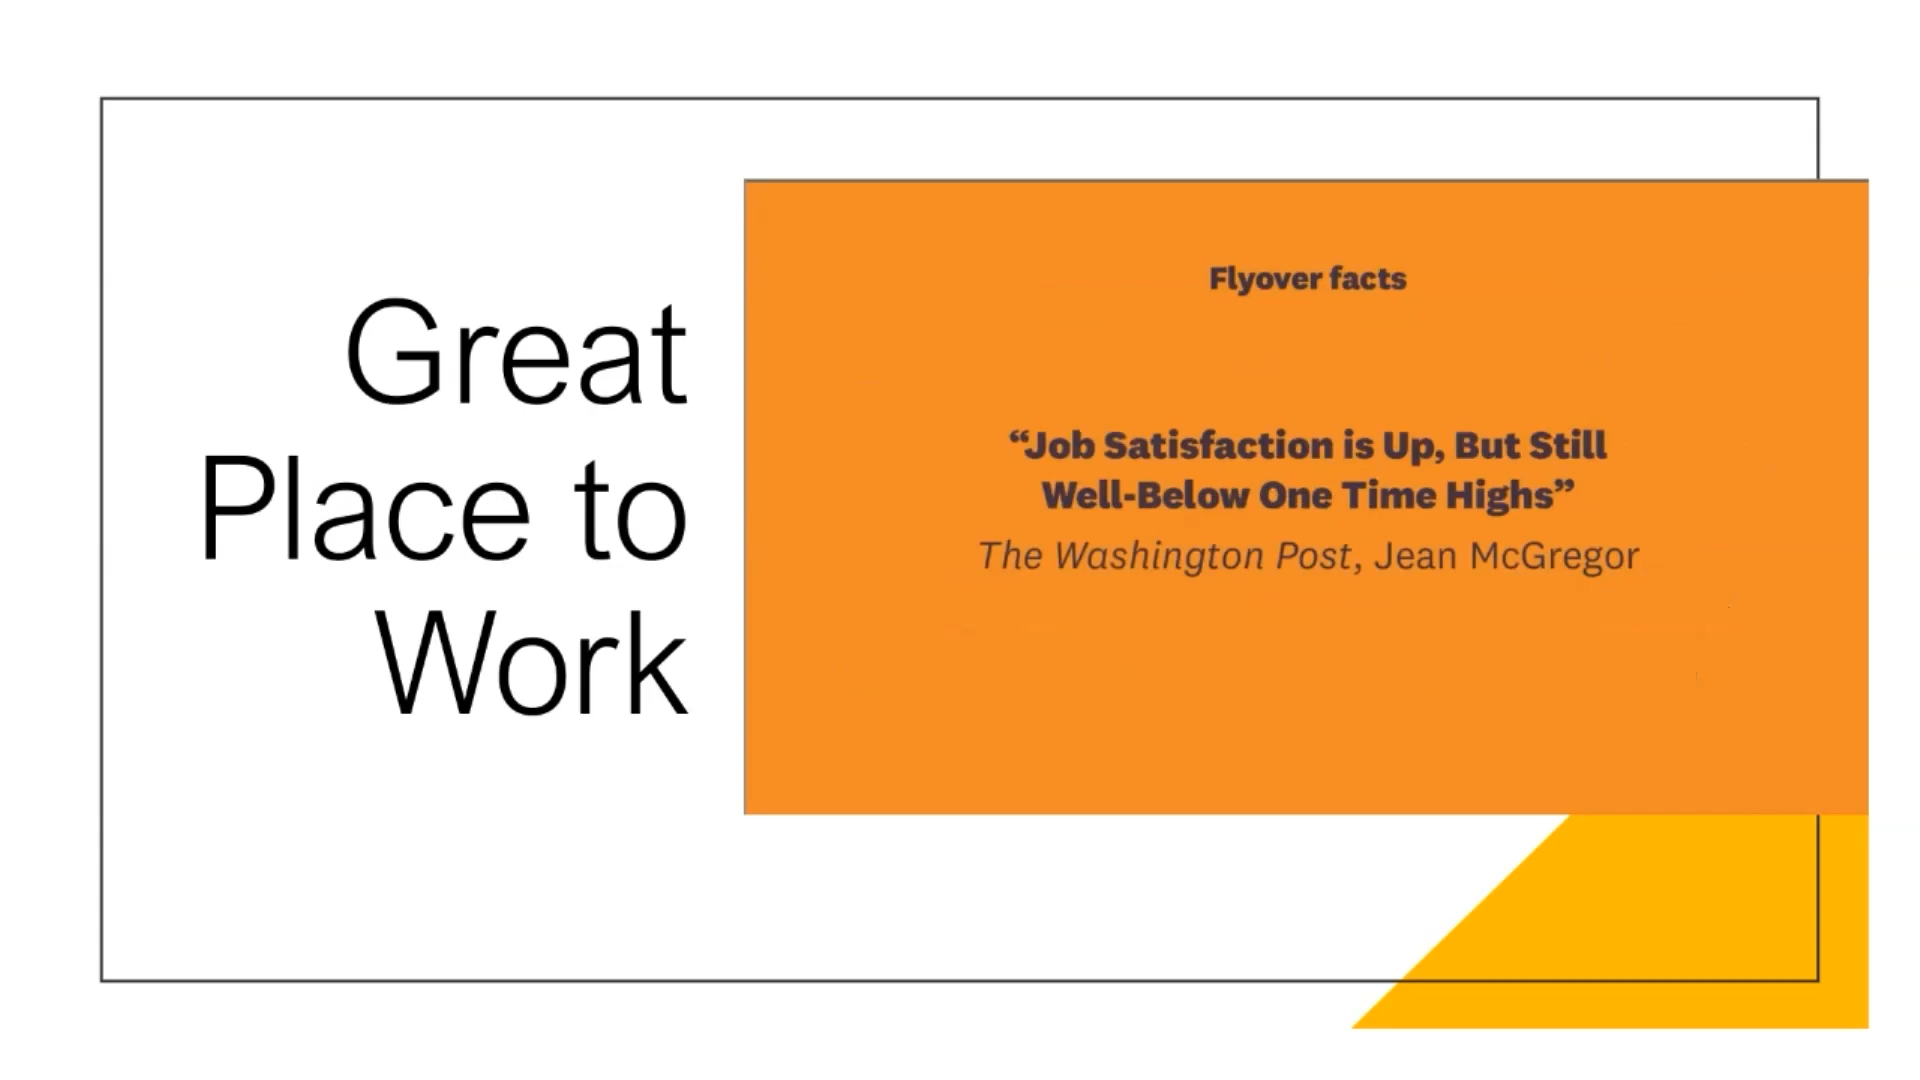 Great
Place to
Work
Flyover facts
“Job Satisfaction is Up, But Still
Well-Below One Time Highs”
The Washington Post, Jean McGregor